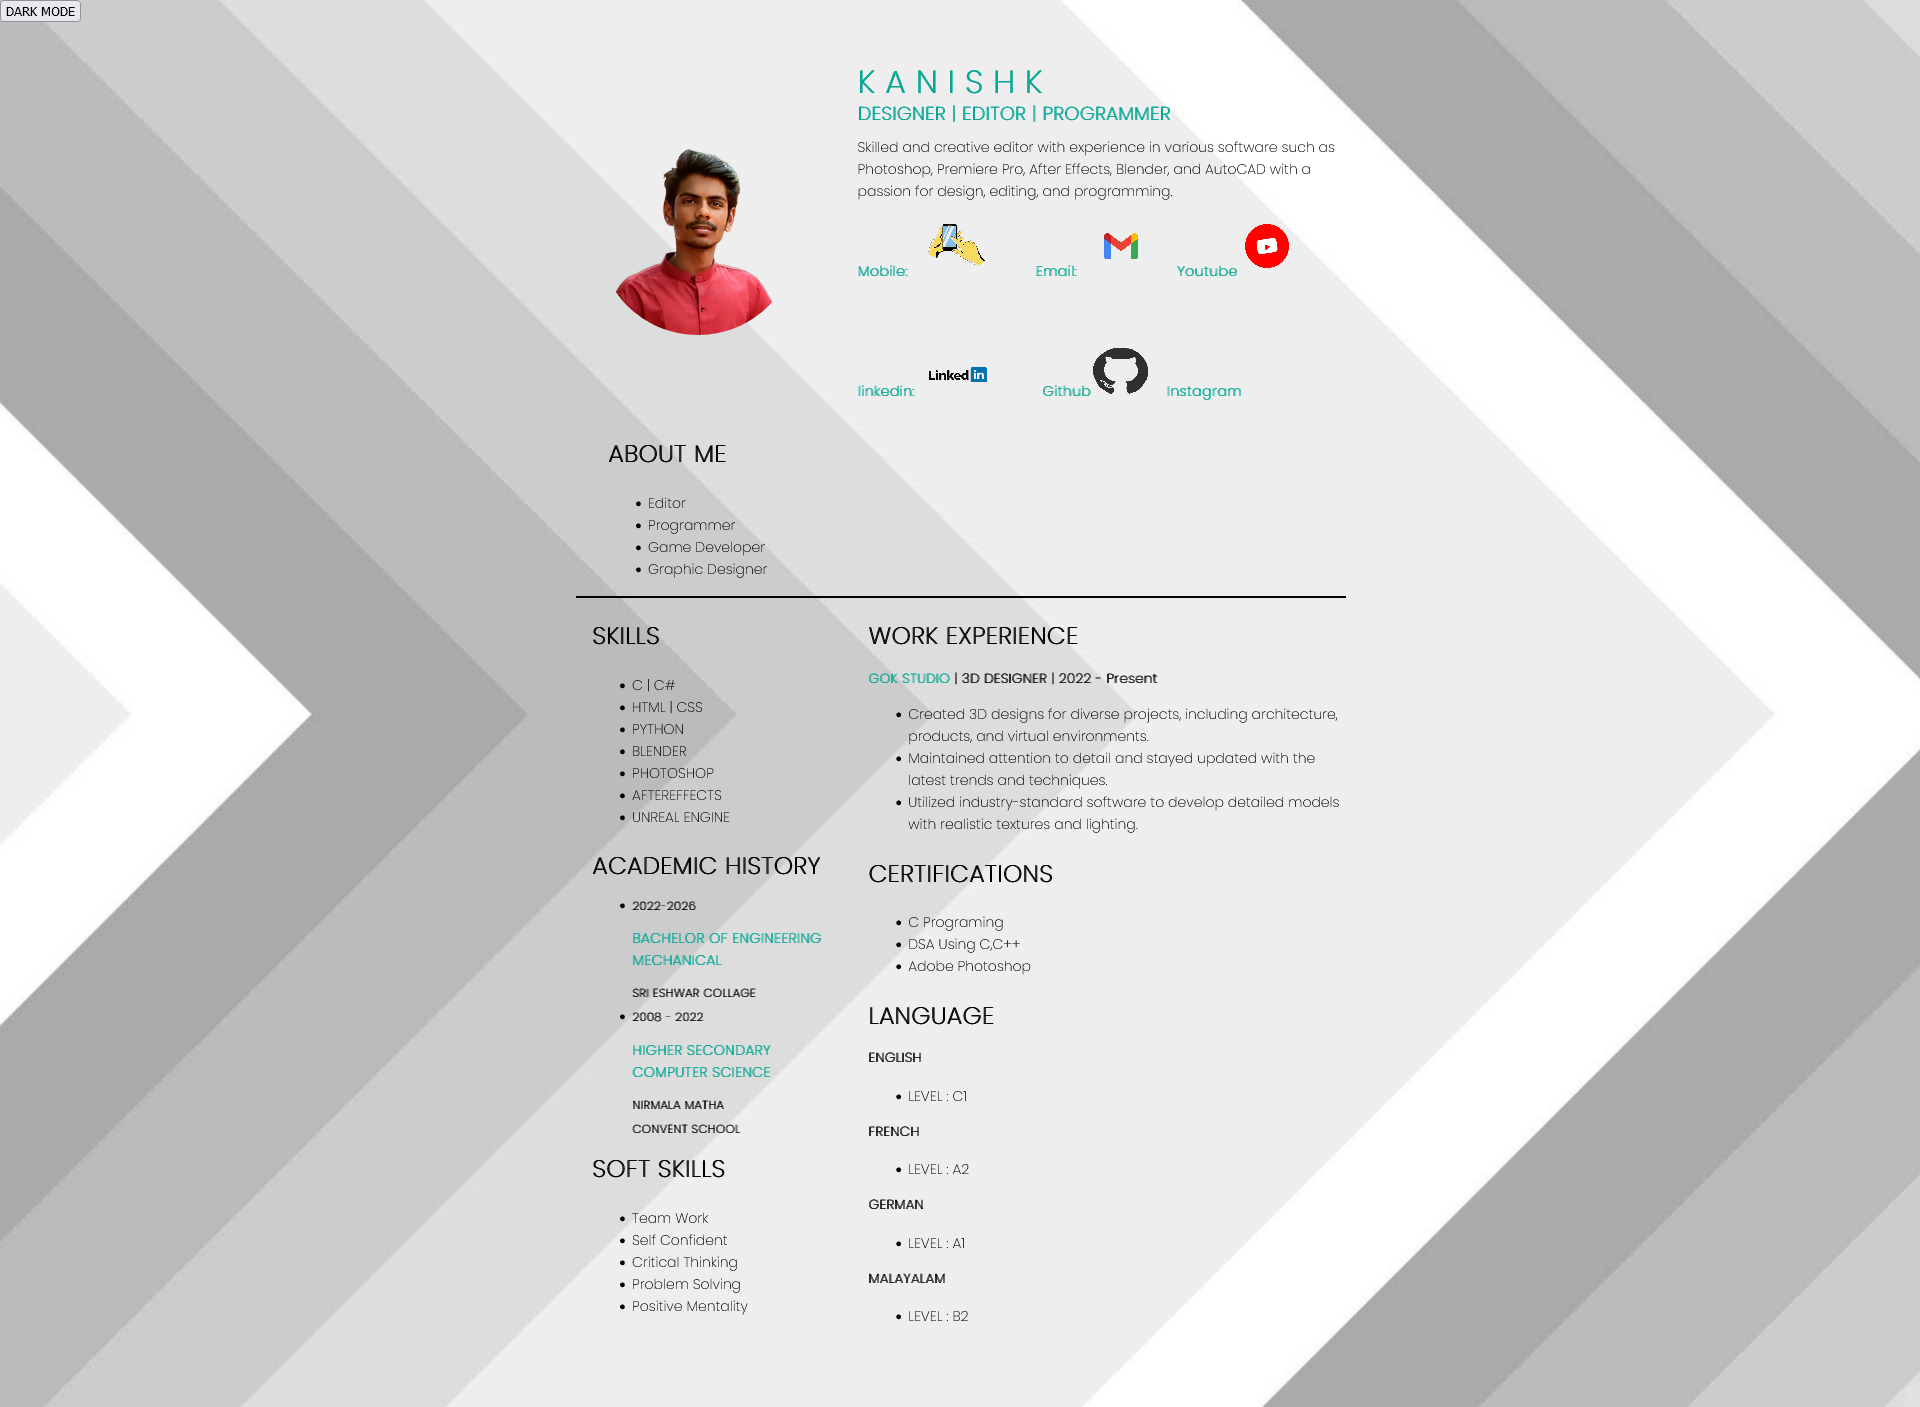 DARK MODE
KANISHK
DESIGNER | EDITOR | PROGRAMMER
Skilled and creative editor with experience in various software such as
Photoshop, Premiere Pro, After Effects, Blender, and AutoCAD with a
passion for design, editing, and programming.
Mobile:
Email:
Youtube
linkedin:
Linked in
Github
Instagram
ABOUT ME
Editor
Programmer
Game Developer
Graphic Designer
SKILLS
C | C#
HTML | CSS
PYTHON
BLENDER
PHOTOSHOP
AFTEREFFECTS
UNREAL ENGINE
ACADEMIC HISTORY
2022-2026
BACHELOR OF ENGINEERING
MECHANICAL
SRI ESHWAR COLLAGE
2008 - 2022
HIGHER SECONDARY
COMPUTER SCIENCE
NIRMALA MATHA
CONVENT SCHOOL
SOFT SKILLS
Team Work
Self Confident
Critical Thinking
Problem Solving
Positive Mentality
WORK EXPERIENCE
GOK STUDIO | 3D DESIGNER | 2022 - Present
Created 3D designs for diverse projects, including architecture,
products, and virtual environments.
Maintained attention to detail and stayed updated with the
latest trends and techniques.
Utilized industry-standard software to develop detailed models
with realistic textures and lighting.
CERTIFICATIONS
C Programing
DSA Using C,C++
Adobe Photoshop
LANGUAGE
ENGLISH
LEVEL : C1
FRENCH
LEVEL : A2
GERMAN
LEVEL : A1
MALAYALAM
LEVEL : B2